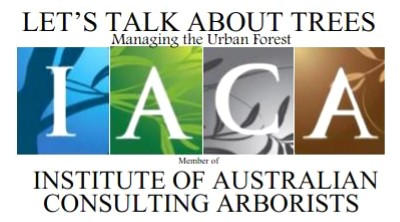 LET'S TALK ABOUT TREES
Managing the Urban Forest
IACA
Member of
INSTITUTE OF AUSTRALIAN
CONSULTING ARBORISTS